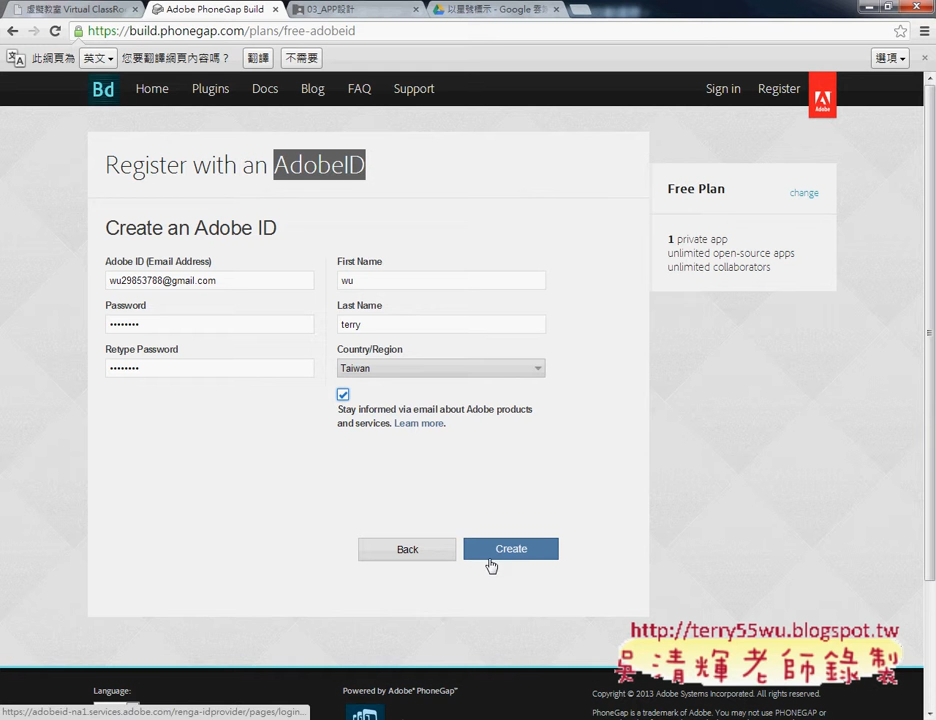 虛擬教室 Virtual ClassRo
Adobe PhoneGap Build
03_APP設計
以星號標示 - Google 雲
https://build.phonegap.com/plans/free-adobeid
此網頁為 英文 您要翻譯網頁內容嗎？ 翻譯 不需要 選項
Bd Home Plugins Docs Blog FAQ Support Sign in Register
Adobe
Register with an AdobeID
Free Plan change
1 private app
unlimited open-source apps
unlimited collaborators
Create an Adobe ID
Adobe ID (Email Address) First Name
wu29853788@gmail.com wu
Password Last Name
•••••••• terry
Retype Password Country/Region
•••••••• Taiwan
Stay informed via email about Adobe products
and services. Learn more.
Back Create
http://terry55wu.blogspot.tw
吳清輝老師錄製
Language: Powered by Adobe® PhoneGap™ Copyright © 2013 Adobe Systems Incorporated. All rights reserved.
PhoneGap is a trademark of Adobe. You may not use PHONEGAP or
https://adobeid-na1.services.adobe.com/renga-idprovider/pages/login...